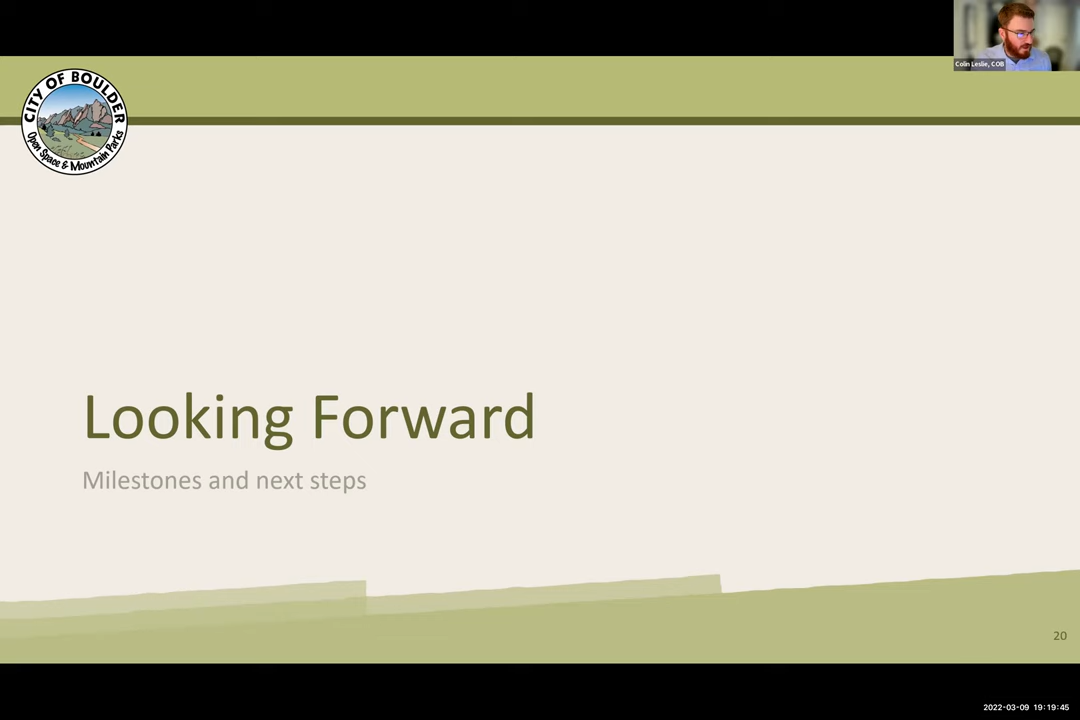 CITY OF BOULDER
Open Space & Mountain Parks
Colin Leslie, COB
Looking Forward
Milestones and next steps
20
2022-03-09 19:19:45